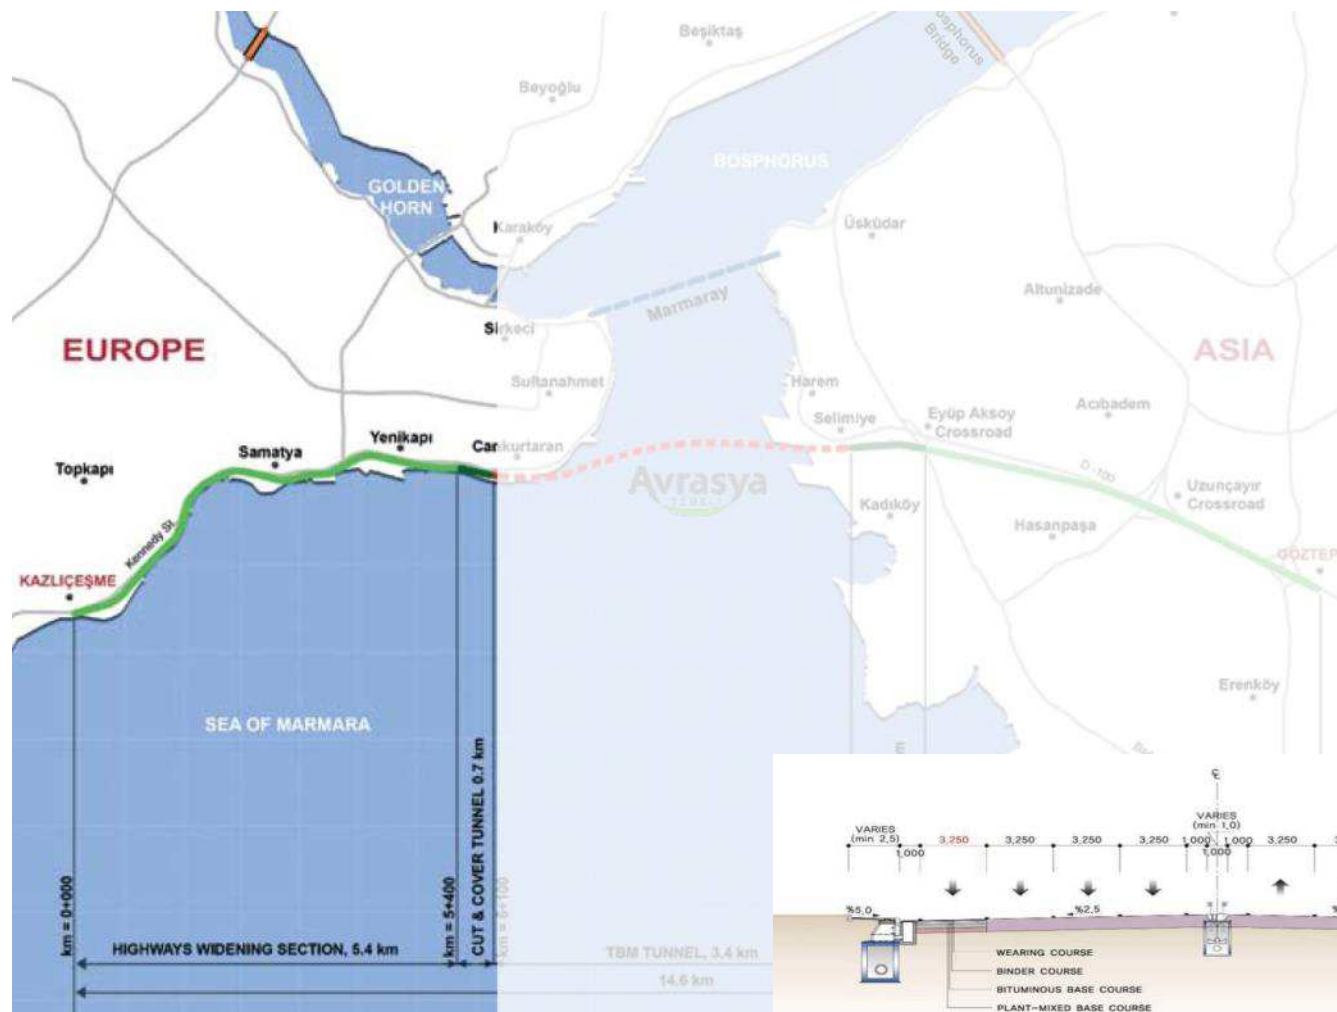 Beşiktaş
Bosphorus
Bridge
Beyoğlu
BOSPHORUS
GOLDEN
HORN
Karaköy
Üsküdar
Altunizade
Marmaray
Sirkeci
EUROPE
ASIA
Sultanahmet
Harem
Selimiye
Eyüp Aksoy
Crossroad
Acıbadem
Yenikapı
Samatya
Cankurtaran
Topkapı
Avrasya
TÜNELİ
D -100
Uzunçayır
Crossroad
Kadıköy
Hasanpaşa
Kennedy St.
KAZLIÇEŞME
GÖZTEP
Erenköy
SEA OF MARMARA
km = 0+000
km = 5+400
CUT & COVER TUNNEL 0.7 km
km = 6+100
HIGHWAYS WIDENING SECTION, 5.4 km
TBM TUNNEL, 3.4 km
14.6 km
VARIES
(min 2,5)
1,000
3,250
3,250
3,250
3,250
1,000
VARIES
(min 1,0)
1,000
1,000
3,250
%5,0
%2,5
WEARING COURSE
BINDER COURSE
BITUMINOUS BASE COURSE
PLANT-MIXED BASE COURSE